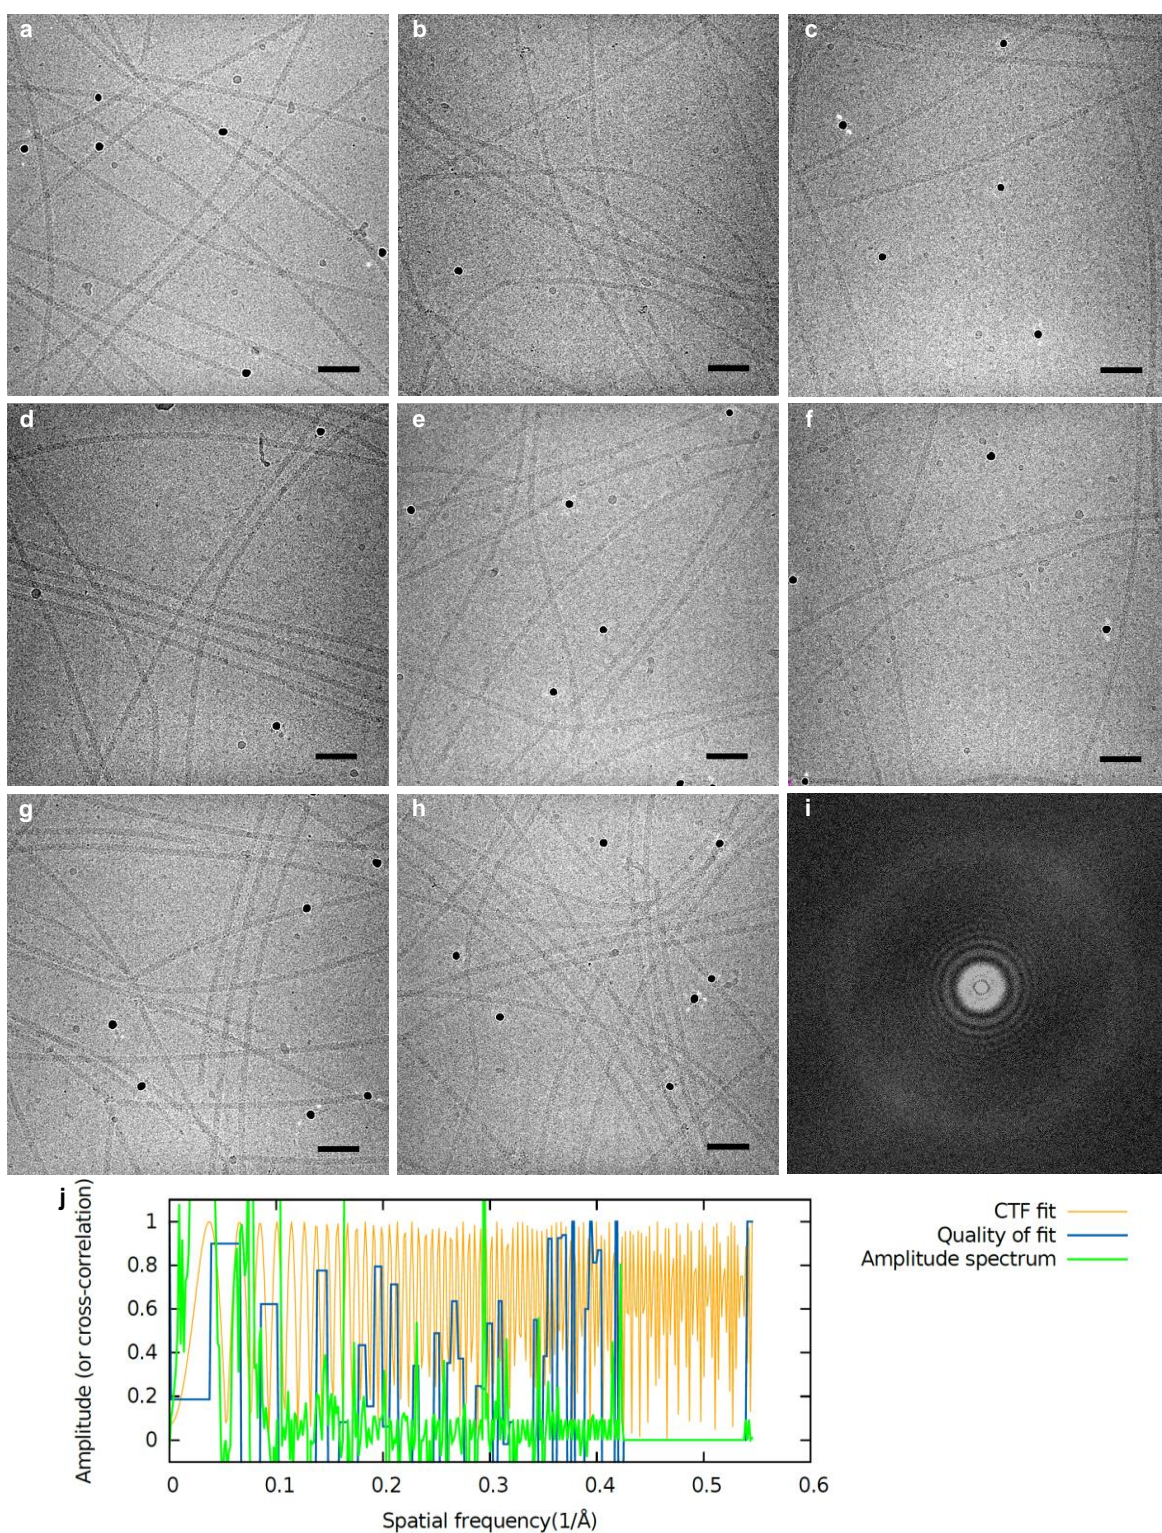 a
b
c
d
e
f
g
h
i
j
Amplitude (or cross-correlation)
1
0.8
0.6
0.4
0.2
0
0
0.1
0.2
0.3
0.4
0.5
0.6
Spatial frequency(1/Å)
CTF fit
Quality of fit
Amplitude spectrum